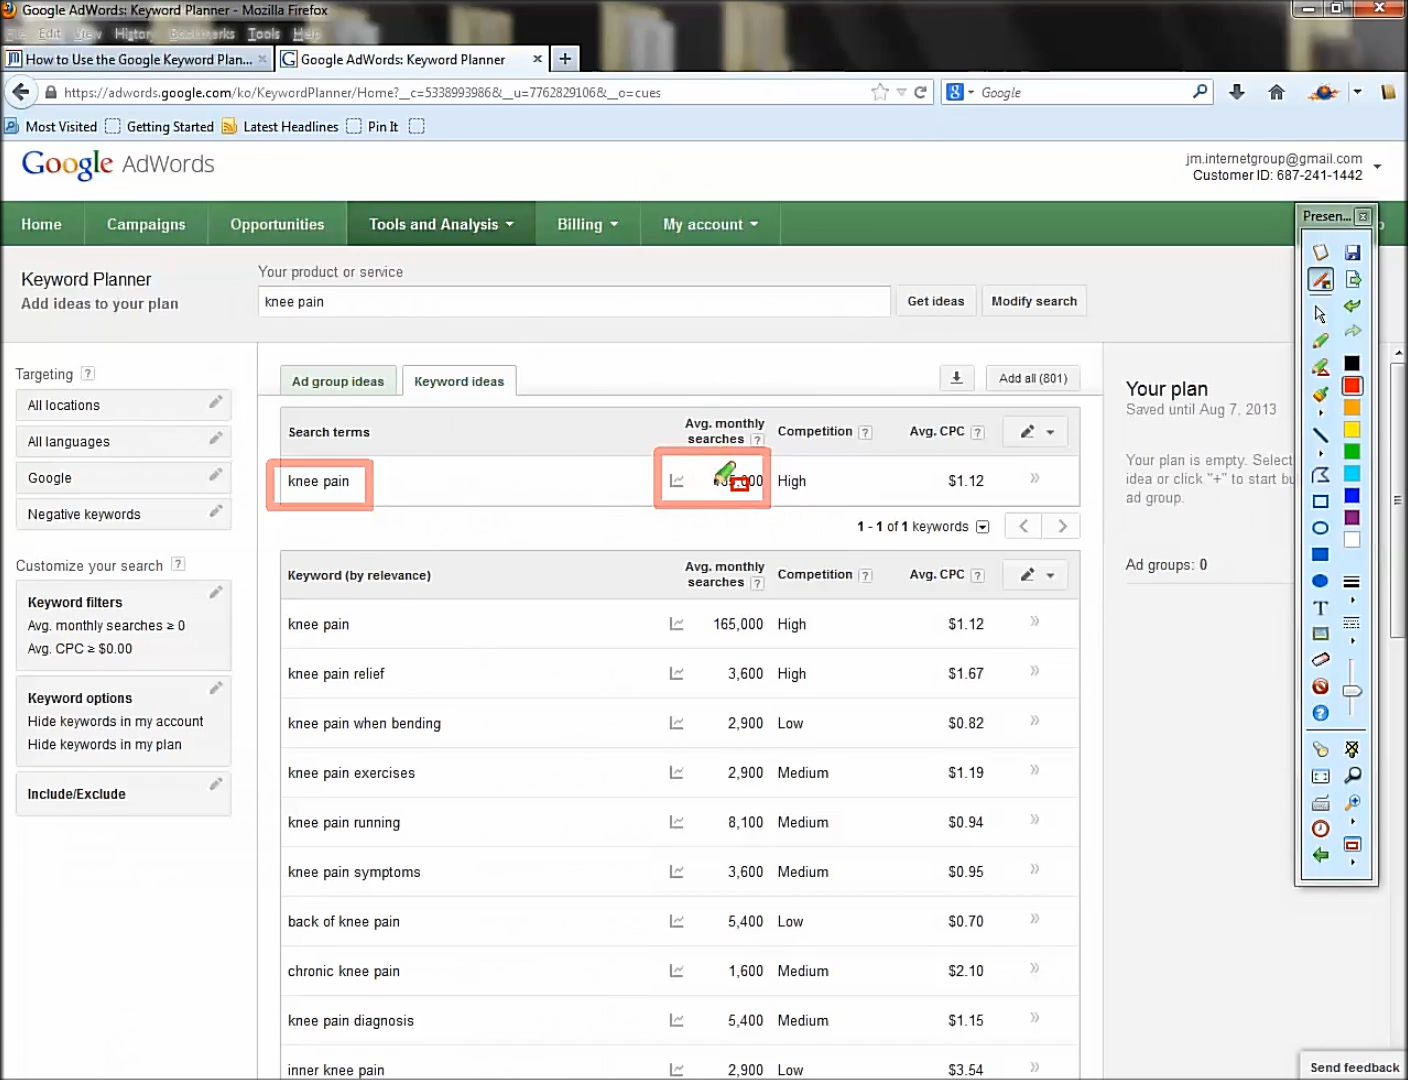 Google AdWords: Keyword Planner - Mozilla Firefox
File Edit View History Bookmarks Tools Help
How to Use the Google Keyword Plan... Google AdWords: Keyword Planner
https://adwords.google.com/ko/KeywordPlanner/Home?__c=5338993986&__u=7762829106&__o=cues
Google
Most Visited Getting Started Latest Headlines Pin It
Google AdWords
jm.internetgroup@gmail.com
Customer ID: 687-241-1442
Home Campaigns Opportunities Tools and Analysis Billing My account
Presen...
Keyword Planner
Add ideas to your plan
Your product or service
knee pain
Get ideas Modify search
Targeting ?
All locations
All languages
Google
Negative keywords
Customize your search ?
Keyword filters
Avg. monthly searches ≥ 0
Avg. CPC ≥ $0.00
Keyword options
Hide keywords in my account
Hide keywords in my plan
Include/Exclude
Ad group ideas Keyword ideas
Add all (801)
Search terms Avg. monthly searches ? Competition ? Avg. CPC ?
knee pain High $1.12 »
1 - 1 of 1 keywords
Keyword (by relevance) Avg. monthly searches ? Competition ? Avg. CPC ?
knee pain 165,000 High $1.12 »
knee pain relief 3,600 High $1.67 »
knee pain when bending 2,900 Low $0.82 »
knee pain exercises 2,900 Medium $1.19 »
knee pain running 8,100 Medium $0.94 »
knee pain symptoms 3,600 Medium $0.95 »
back of knee pain 5,400 Low $0.70 »
chronic knee pain 1,600 Medium $2.10 »
knee pain diagnosis 5,400 Medium $1.15 »
inner knee pain 2,900 Low $3.54 »
Your plan
Saved until Aug 7, 2013
Your plan is empty. Select
idea or click "+" to start bu
ad group.
Ad groups: 0
T
Send feedback